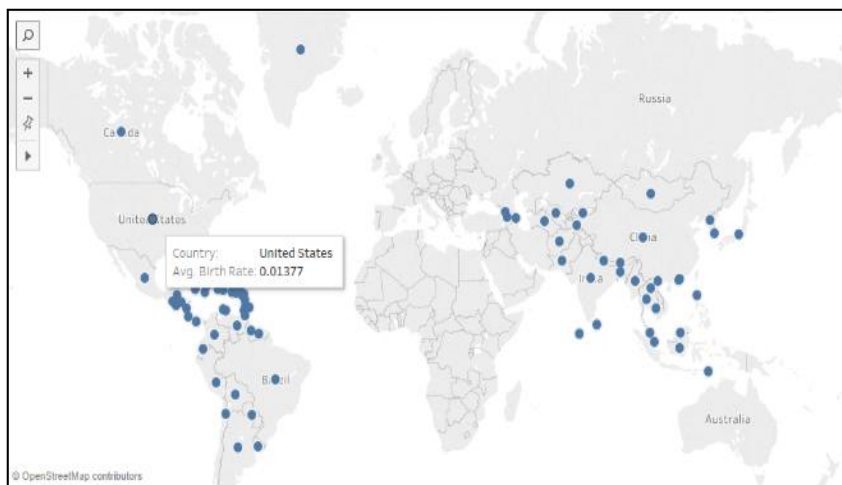 Russia
Canada
United States
China
Country: United States
Avg. Birth Rate: 0.01377
India
Brazil
Australia
© OpenStreetMap contributors